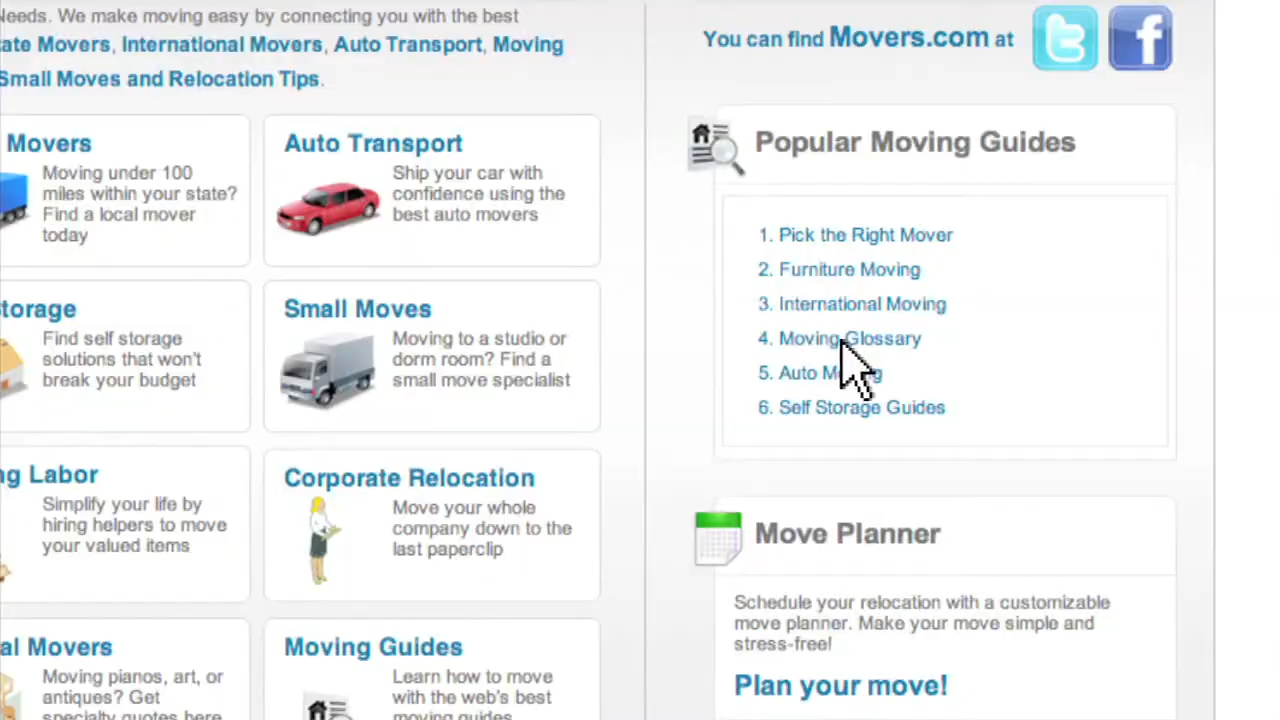 Needs. We make moving easy by connecting you with the best
ate Movers, International Movers, Auto Transport, Moving
Small Moves and Relocation Tips.
Movers
Moving under 100
miles within your state?
Find a local mover
today
Auto Transport
Ship your car with
confidence using the
best auto movers
torage
Find self storage
solutions that won't
break your budget
Small Moves
Moving to a studio or
dorm room? Find a
small move specialist
ng Labor
Simplify your life by
hiring helpers to move
your valued items
Corporate Relocation
Move your whole
company down to the
last paperclip
al Movers
Moving pianos, art, or
antiques? Get
specialty quotes here
Moving Guides
Learn how to move
with the web's best
moving guides
You can find Movers.com at
Popular Moving Guides
1. Pick the Right Mover
2. Furniture Moving
3. International Moving
4. Moving Glossary
5. Auto Moving
6. Self Storage Guides
Move Planner
Schedule your relocation with a customizable
move planner. Make your move simple and
stress-free!
Plan your move!